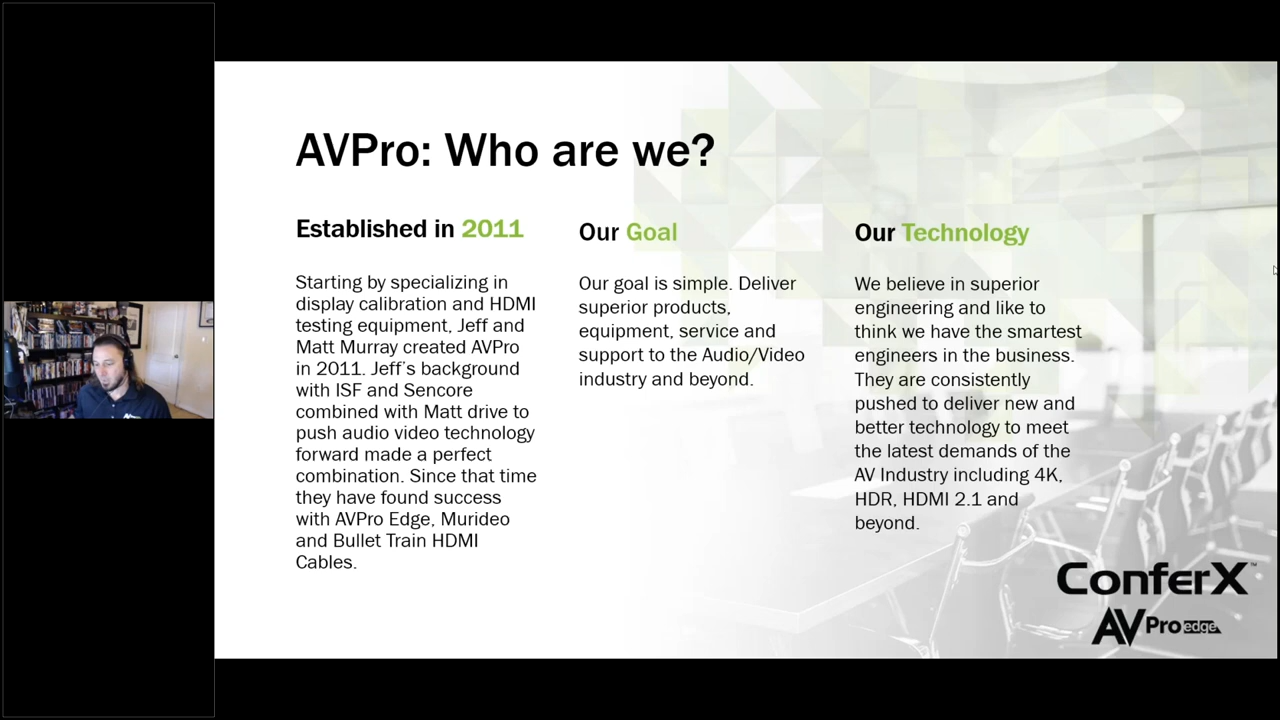 AVPro: Who are we?
Established in 2011
Starting by specializing in
display calibration and HDMI
testing equipment, Jeff and
Matt Murray created AVPro
in 2011. Jeff´s background
with ISF and Sencore
combined with Matt drive to
push audio video technology
forward made a perfect
combination. Since that time
they have found success
with AVPro Edge, Murideo
and Bullet Train HDMI
Cables.
Our Goal
Our goal is simple. Deliver
superior products,
equipment, service and
support to the Audio/Video
industry and beyond.
Our Technology
We believe in superior
engineering and like to
think we have the smartest
engineers in the business.
They are consistently
pushed to deliver new and
better technology to meet
the latest demands of the
AV Industry including 4K,
HDR, HDMI 2.1 and
beyond.
ConferX™
AVPro edge